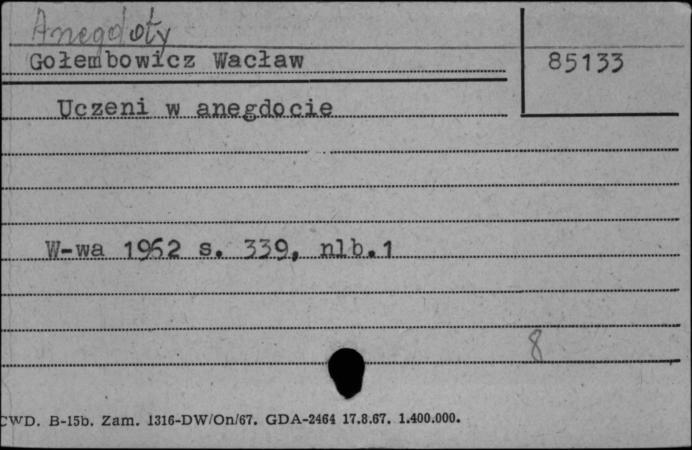 Anegdoty
Gołembowicz Wacław
85133
Uczeni w anegdocie
W-wa 1962 s. 339, nlb.1
8
CWD. B-15b. Zam. 1316-DW/On/67. GDA-2464 17.8.67. 1.400.000.